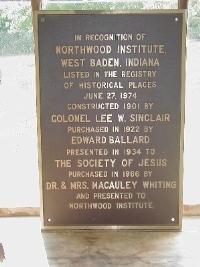 IN RECOGNITION OF
NORTHWOOD INSTITUTE,
WEST BADEN, INDIANA
LISTED IN THE REGISTRY
OF HISTORICAL PLACES
JUNE 27, 1974
CONSTRUCTED 1901 BY
COLONEL LEE W. SINCLAIR
PURCHASED IN 1922 BY
EDWARD BALLARD
PRESENTED IN 1934 TO
THE SOCIETY OF JESUS
PURCHASED IN 1966 BY
DR. & MRS. MACAULEY WHITING
AND PRESENTED TO
NORTHWOOD INSTITUTE.